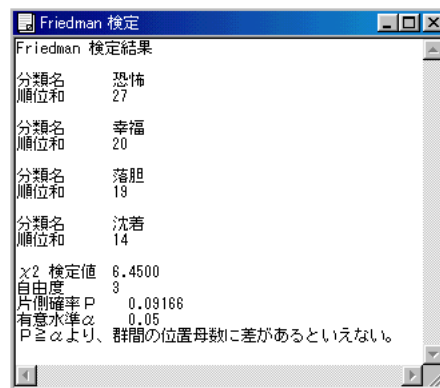 Friedman 検定
Friedman 検定結果
分類名 恐怖
順位和 27
分類名 幸福
順位和 20
分類名 落胆
順位和 19
分類名 沈着
順位和 14
χ2 検定値 6.4500
自由度 3
片側確率P 0.09166
有意水準α 0.05
P≧αより、群間の位置母数に差があるといえない。